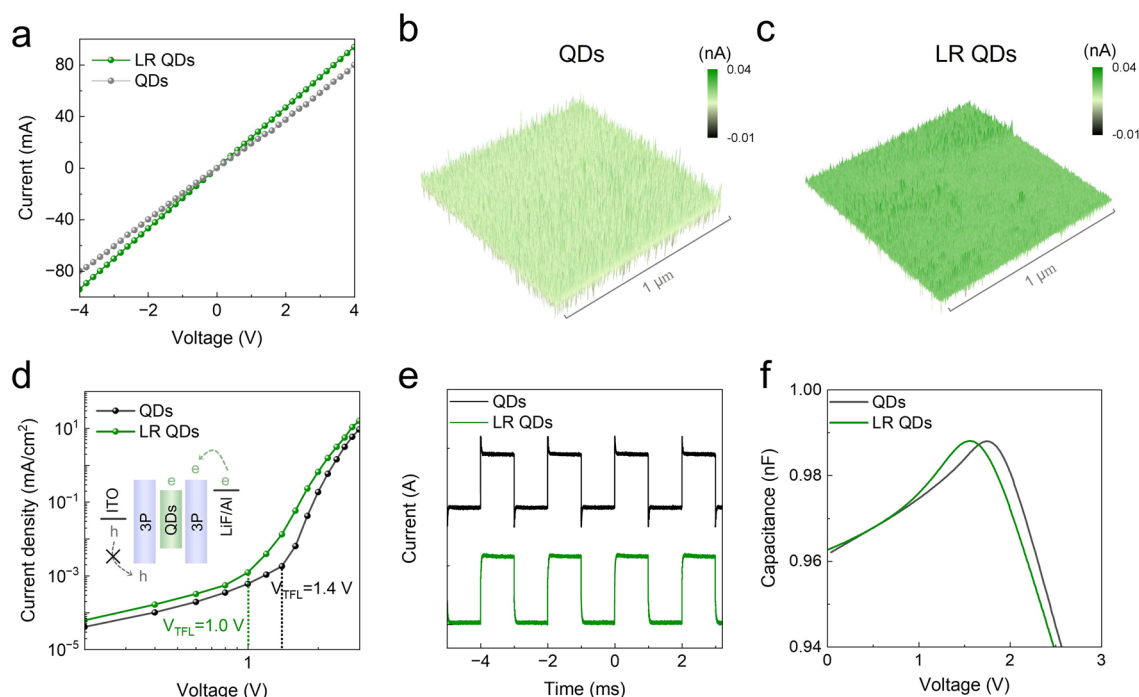 a
LR QDs
QDs
Current (mA)
80
40
0
−40
−80
−4
−2
0
2
4
Voltage (V)
b
QDs
(nA)
0.04
-0.01
1 μm
c
LR QDs
(nA)
0.04
-0.01
1 μm
d
QDs
LR QDs
Current density (mA/cm²)
10¹
10⁻¹
10⁻³
10⁻⁵
ITO
h
h
3P
e
QDs
e
3P
e
LiF/Al
V_TFL=1.4 V
V_TFL=1.0 V
1
Voltage (V)
e
QDs
LR QDs
Current (A)
−4
−2
0
2
Time (ms)
f
QDs
LR QDs
Capacitance (nF)
1.00
0.98
0.96
0.94
0
1
2
3
Voltage (V)